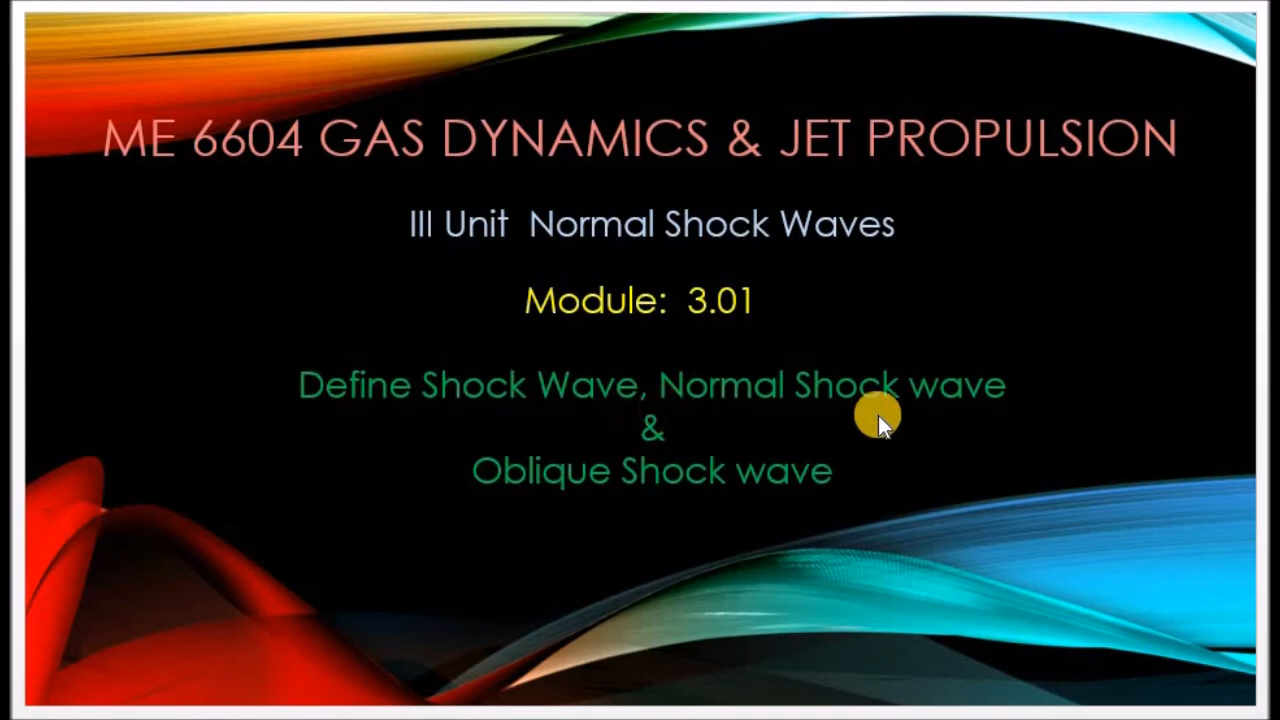 ME 6604 GAS DYNAMICS & JET PROPULSION
III Unit  Normal Shock Waves
Module:  3.01
Define Shock Wave, Normal Shock wave
&
Oblique Shock wave